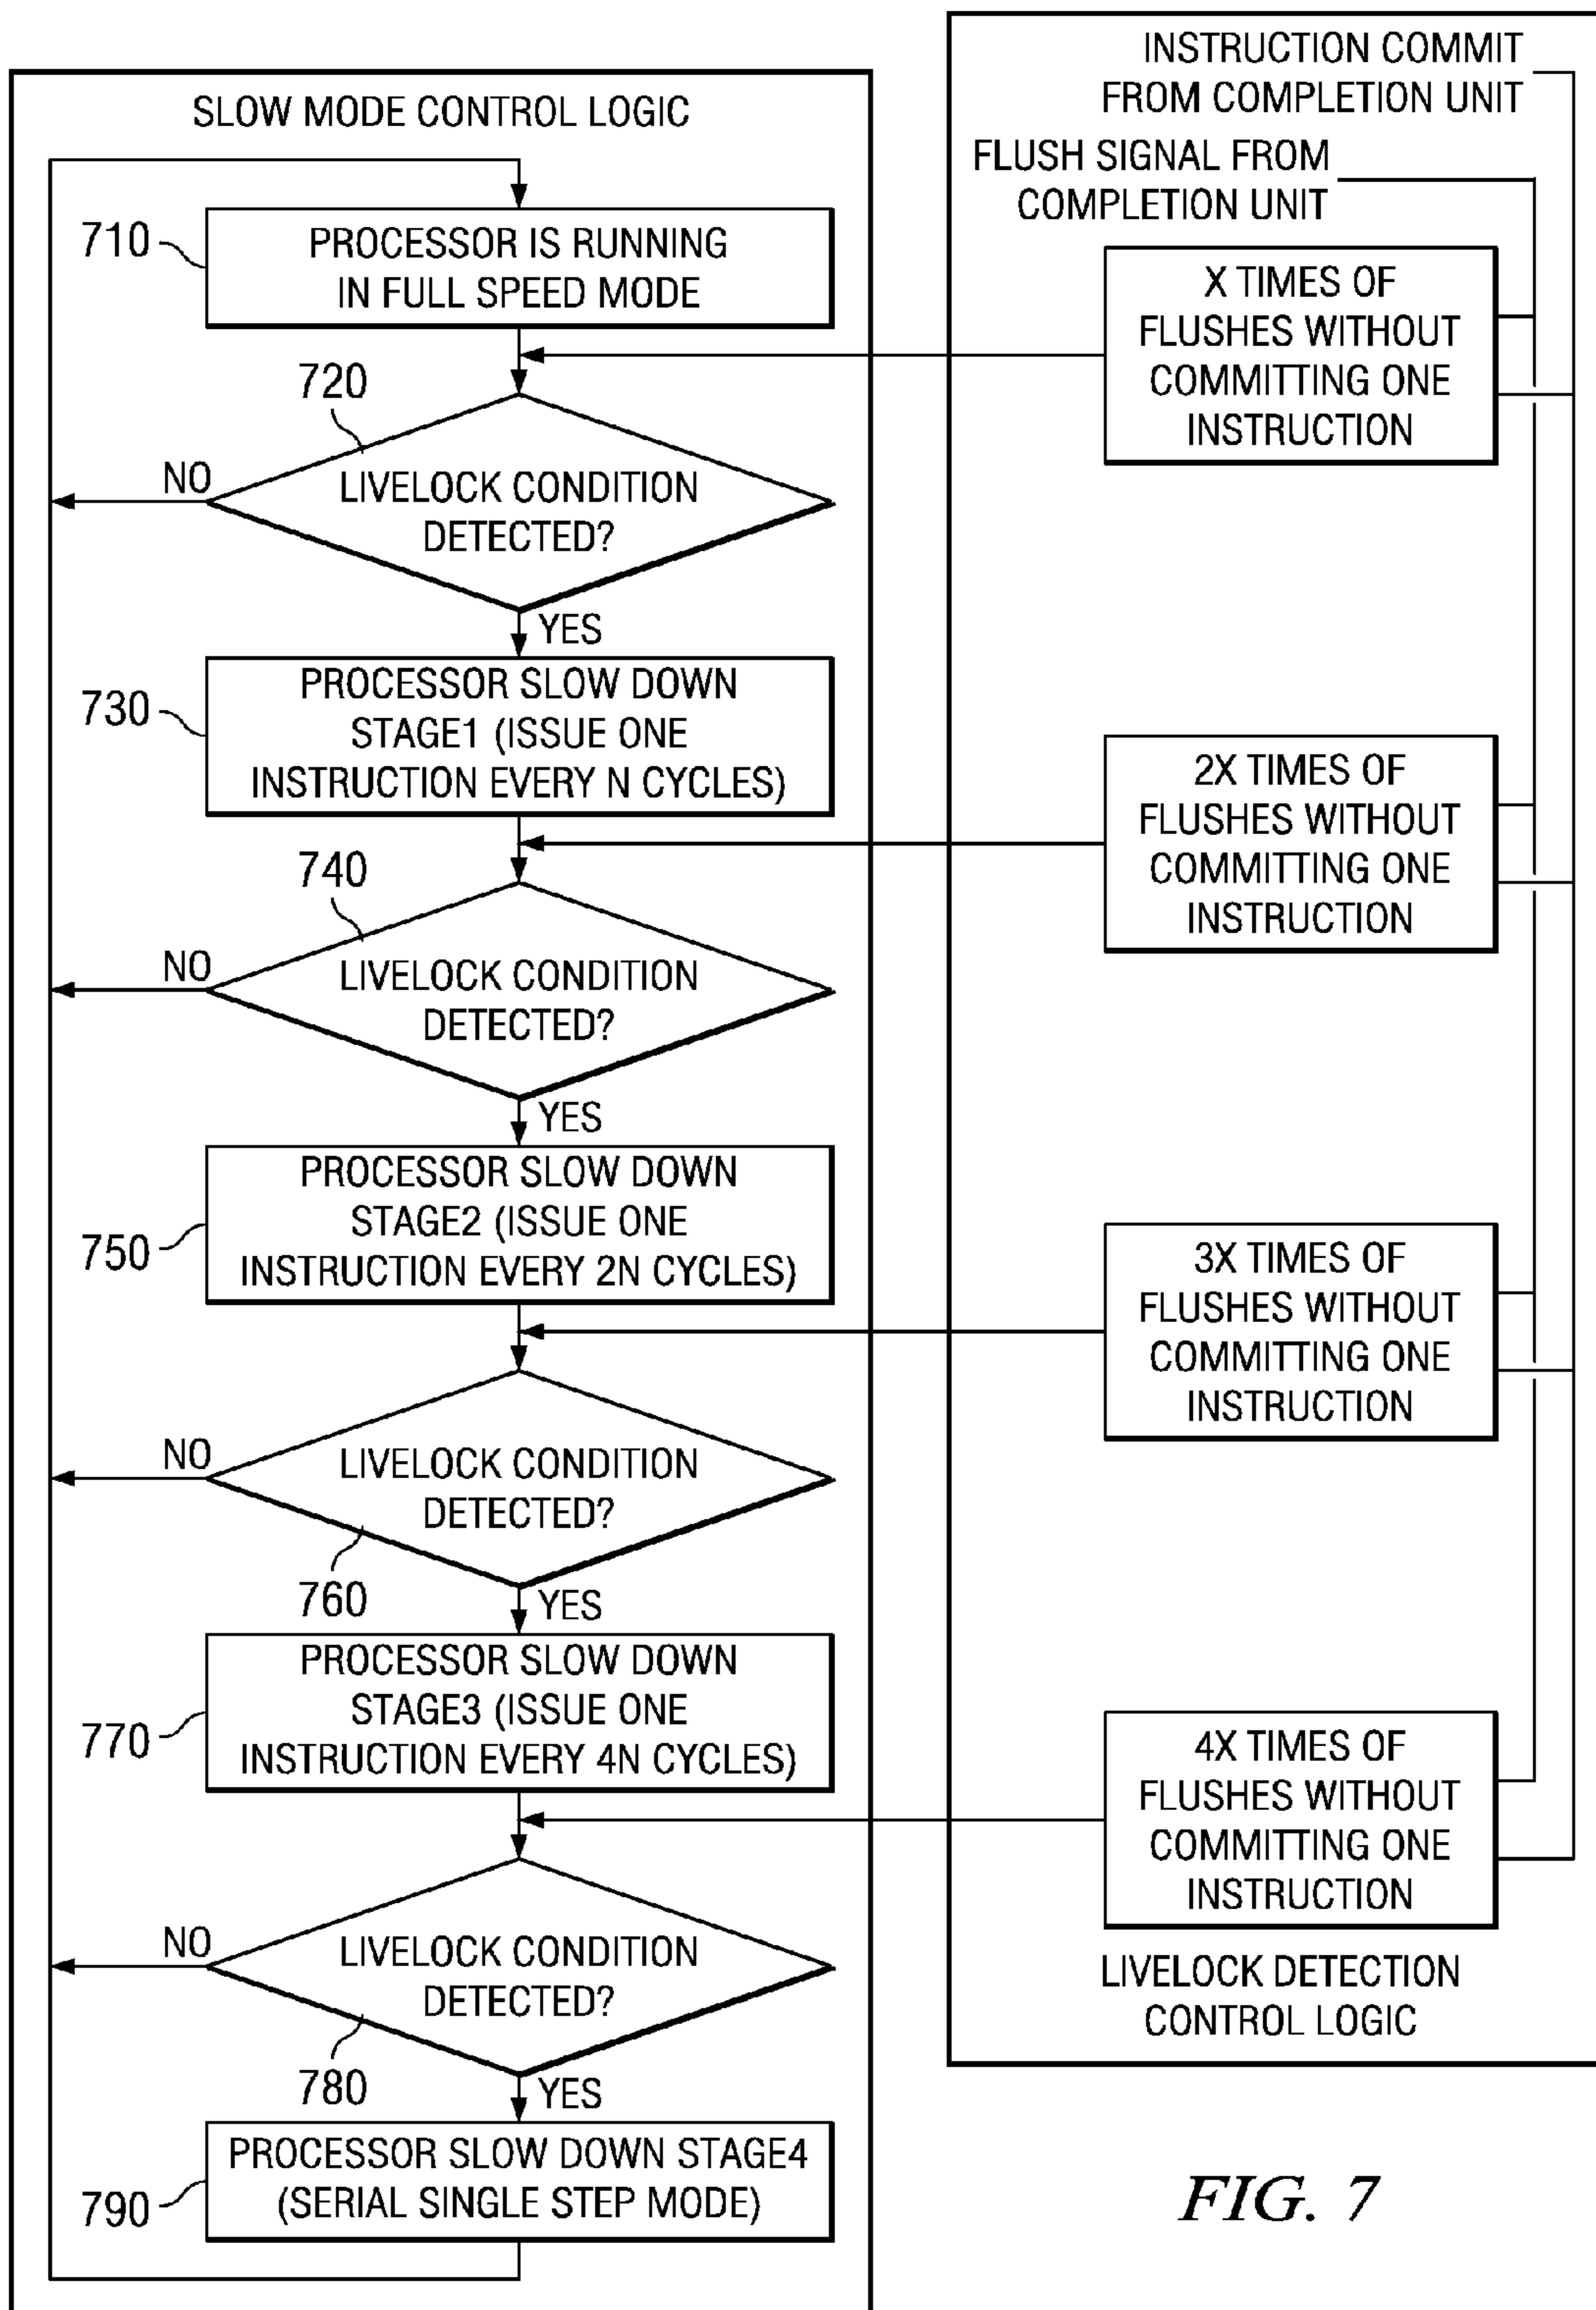 SLOW MODE CONTROL LOGIC
710
PROCESSOR IS RUNNING
IN FULL SPEED MODE
720
LIVELOCK CONDITION
DETECTED?
NO
YES
730
PROCESSOR SLOW DOWN
STAGE1 (ISSUE ONE
INSTRUCTION EVERY N CYCLES)
740
LIVELOCK CONDITION
DETECTED?
NO
YES
750
PROCESSOR SLOW DOWN
STAGE2 (ISSUE ONE
INSTRUCTION EVERY 2N CYCLES)
LIVELOCK CONDITION
DETECTED?
NO
760
YES
770
PROCESSOR SLOW DOWN
STAGE3 (ISSUE ONE
INSTRUCTION EVERY 4N CYCLES)
LIVELOCK CONDITION
DETECTED?
NO
780
YES
790
PROCESSOR SLOW DOWN STAGE4
(SERIAL SINGLE STEP MODE)
INSTRUCTION COMMIT
FROM COMPLETION UNIT
FLUSH SIGNAL FROM
COMPLETION UNIT
X TIMES OF
FLUSHES WITHOUT
COMMITTING ONE
INSTRUCTION
2X TIMES OF
FLUSHES WITHOUT
COMMITTING ONE
INSTRUCTION
3X TIMES OF
FLUSHES WITHOUT
COMMITTING ONE
INSTRUCTION
4X TIMES OF
FLUSHES WITHOUT
COMMITTING ONE
INSTRUCTION
LIVELOCK DETECTION
CONTROL LOGIC
FIG. 7